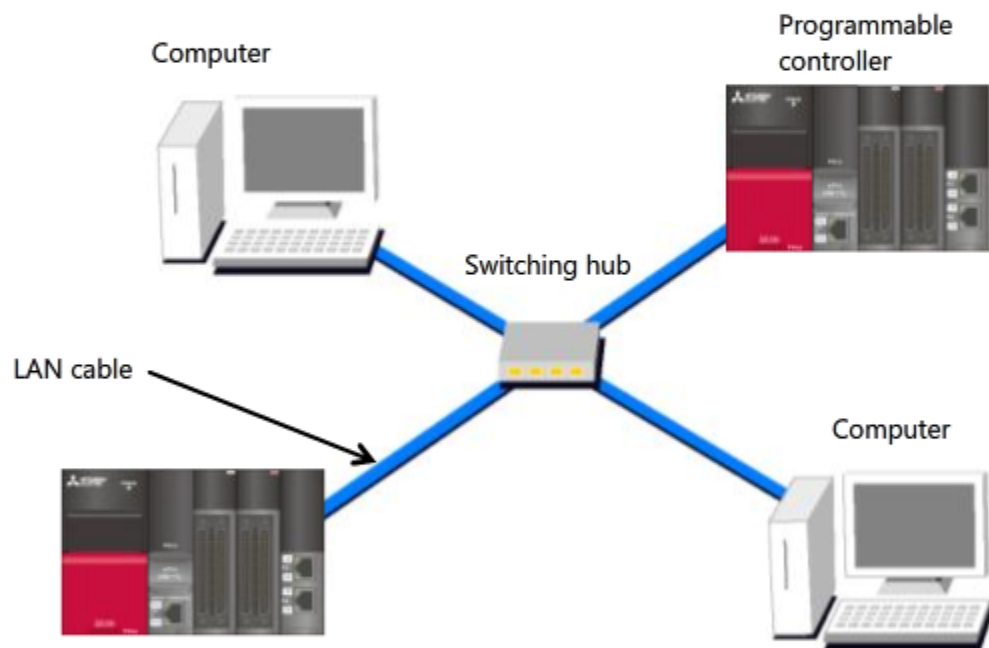 Programmable
controller
Computer
Switching hub
LAN cable
Computer